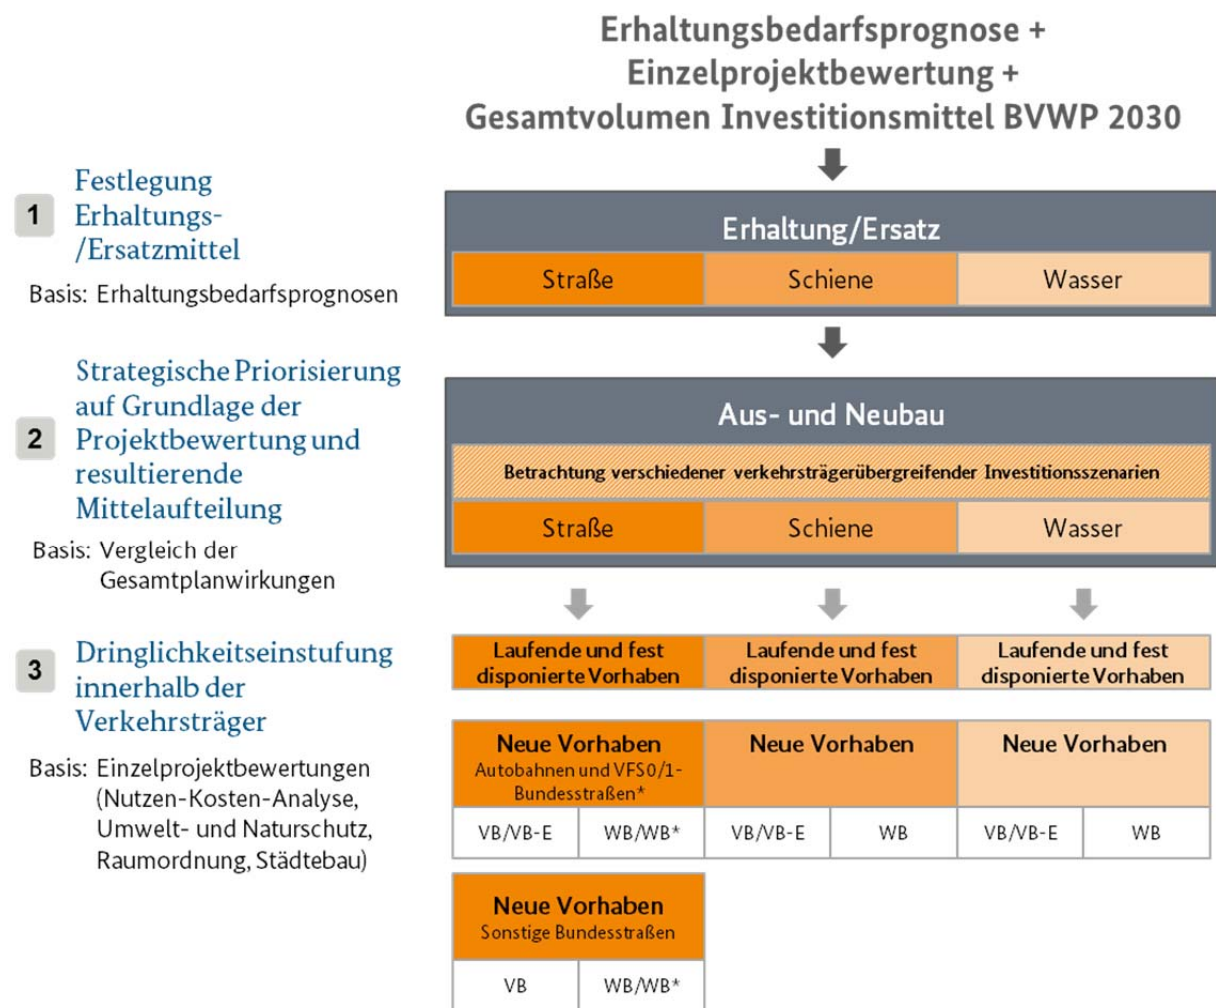 Erhaltungsbedarfsprognose +
Einzelprojektbewertung +
Gesamtvolumen Investitionsmittel BVWP 2030
1
Festlegung
Erhaltungs-
/Ersatzmittel
Basis: Erhaltungsbedarfsprognosen
Erhaltung/Ersatz
Straße
Schiene
Wasser
2
Strategische Priorisierung
auf Grundlage der
Projektbewertung und
resultierende
Mittelaufteilung
Basis: Vergleich der
Gesamtplanwirkungen
Aus- und Neubau
Betrachtung verschiedener verkehrsträgerübergreifender Investitionsszenarien
Straße
Schiene
Wasser
3
Dringlichkeitseinstufung
innerhalb der
Verkehrsträger
Basis: Einzelprojektbewertungen
(Nutzen-Kosten-Analyse,
Umwelt- und Naturschutz,
Raumordnung, Städtebau)
Laufende und fest
disponierte Vorhaben
Laufende und fest
disponierte Vorhaben
Laufende und fest
disponierte Vorhaben
Neue Vorhaben
Autobahnen und VFS0/1-
Bundesstraßen*
Neue Vorhaben
Neue Vorhaben
VB/VB-E
WB/WB*
VB/VB-E
WB
VB/VB-E
WB
Neue Vorhaben
Sonstige Bundesstraßen
VB
WB/WB*